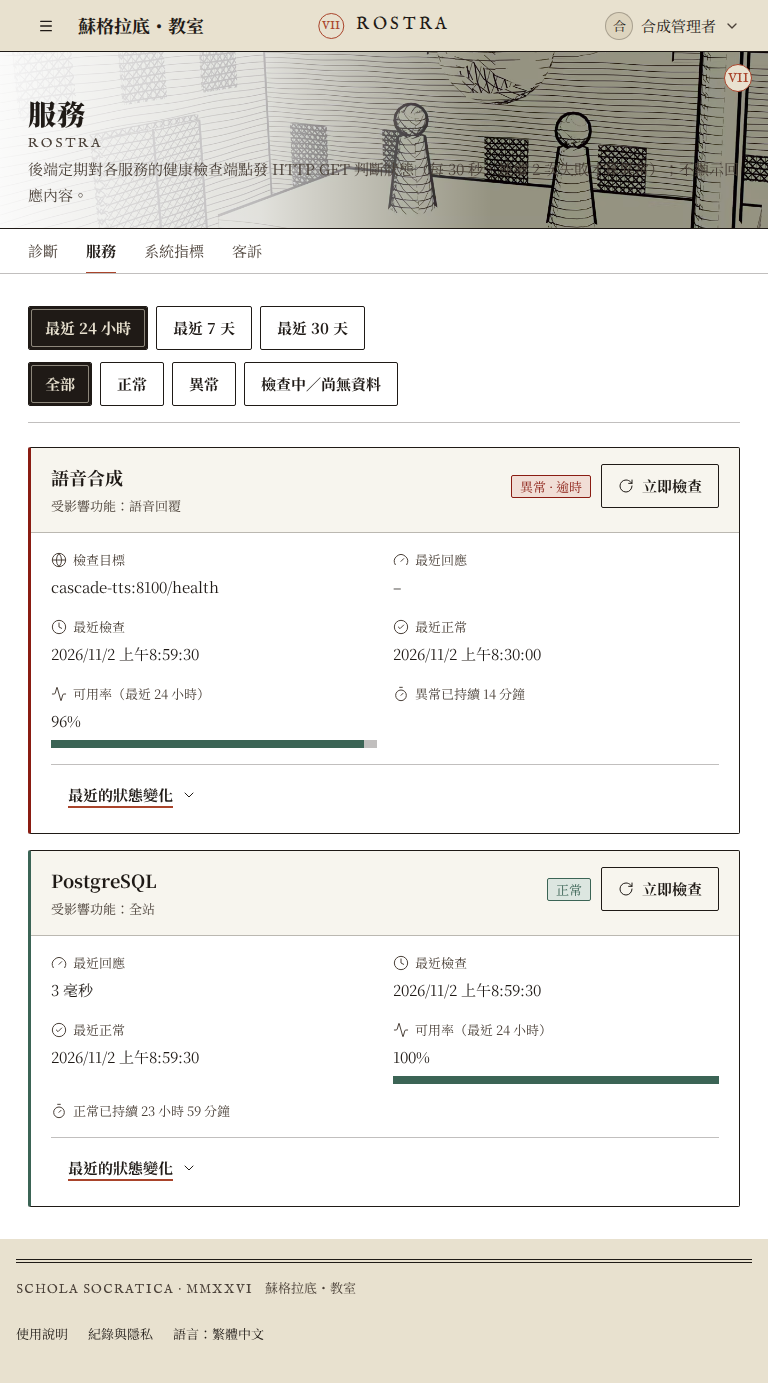 蘇格拉底・教室
VII ROSTRA
合 合成管理者
VII
服務
ROSTRA
後端定期對各服務的健康檢查端點發 HTTP GET 判斷狀態（每 30 秒
應內容。
診斷 服務 系統指標 客訴
最近 24 小時 最近 7 天 最近 30 天
全部 正常 異常 檢查中／尚無資料
語音合成
受影響功能：語音回覆
異常 · 逾時 立即檢查
檢查目標 最近回應
cascade-tts:8100/health –
最近檢查 最近正常
2026/11/2 上午8:59:30 2026/11/2 上午8:30:00
可用率（最近 24 小時） 異常已持續 14 分鐘
96%
最近的狀態變化
PostgreSQL
受影響功能：全站
正常 立即檢查
最近回應 最近檢查
3 毫秒 2026/11/2 上午8:59:30
最近正常 可用率（最近 24 小時）
2026/11/2 上午8:59:30 100%
正常已持續 23 小時 59 分鐘
最近的狀態變化
SCHOLA SOCRATICA · MMXXVI 蘇格拉底・教室
使用說明 紀錄與隱私 語言：繁體中文